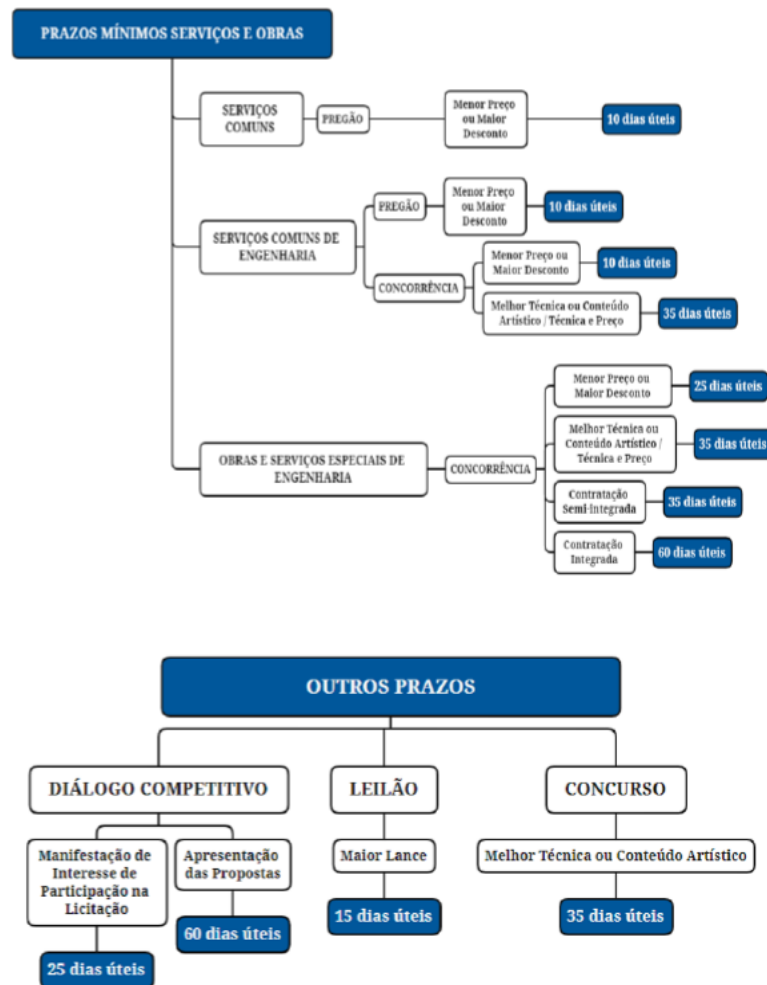 PRAZOS MÍNIMOS SERVIÇOS E OBRAS
SERVIÇOS
COMUNS
PREGÃO
Menor Preço
ou Maior
Desconto
10 dias úteis
SERVIÇOS COMUNS DE
ENGENHARIA
PREGÃO
Menor Preço
ou Maior
Desconto
10 dias úteis
CONCORRÊNCIA
Menor Preço ou
Maior Desconto
10 dias úteis
Melhor Técnica ou Conteúdo
Artístico / Técnica e Preço
35 dias úteis
OBRAS E SERVIÇOS ESPECIAIS DE
ENGENHARIA
CONCORRÊNCIA
Menor Preço ou
Maior Desconto
25 dias úteis
Melhor Técnica ou
Conteúdo Artístico /
Técnica e Preço
35 dias úteis
Contratação
Semi-integrada
35 dias úteis
Contratação
Integrada
60 dias úteis
OUTROS PRAZOS
DIÁLOGO COMPETITIVO
Manifestação de
Interesse de
Participação na
Licitação
25 dias úteis
Apresentação
das Propostas
60 dias úteis
LEILÃO
Maior Lance
15 dias úteis
CONCURSO
Melhor Técnica ou Conteúdo Artístico
35 dias úteis